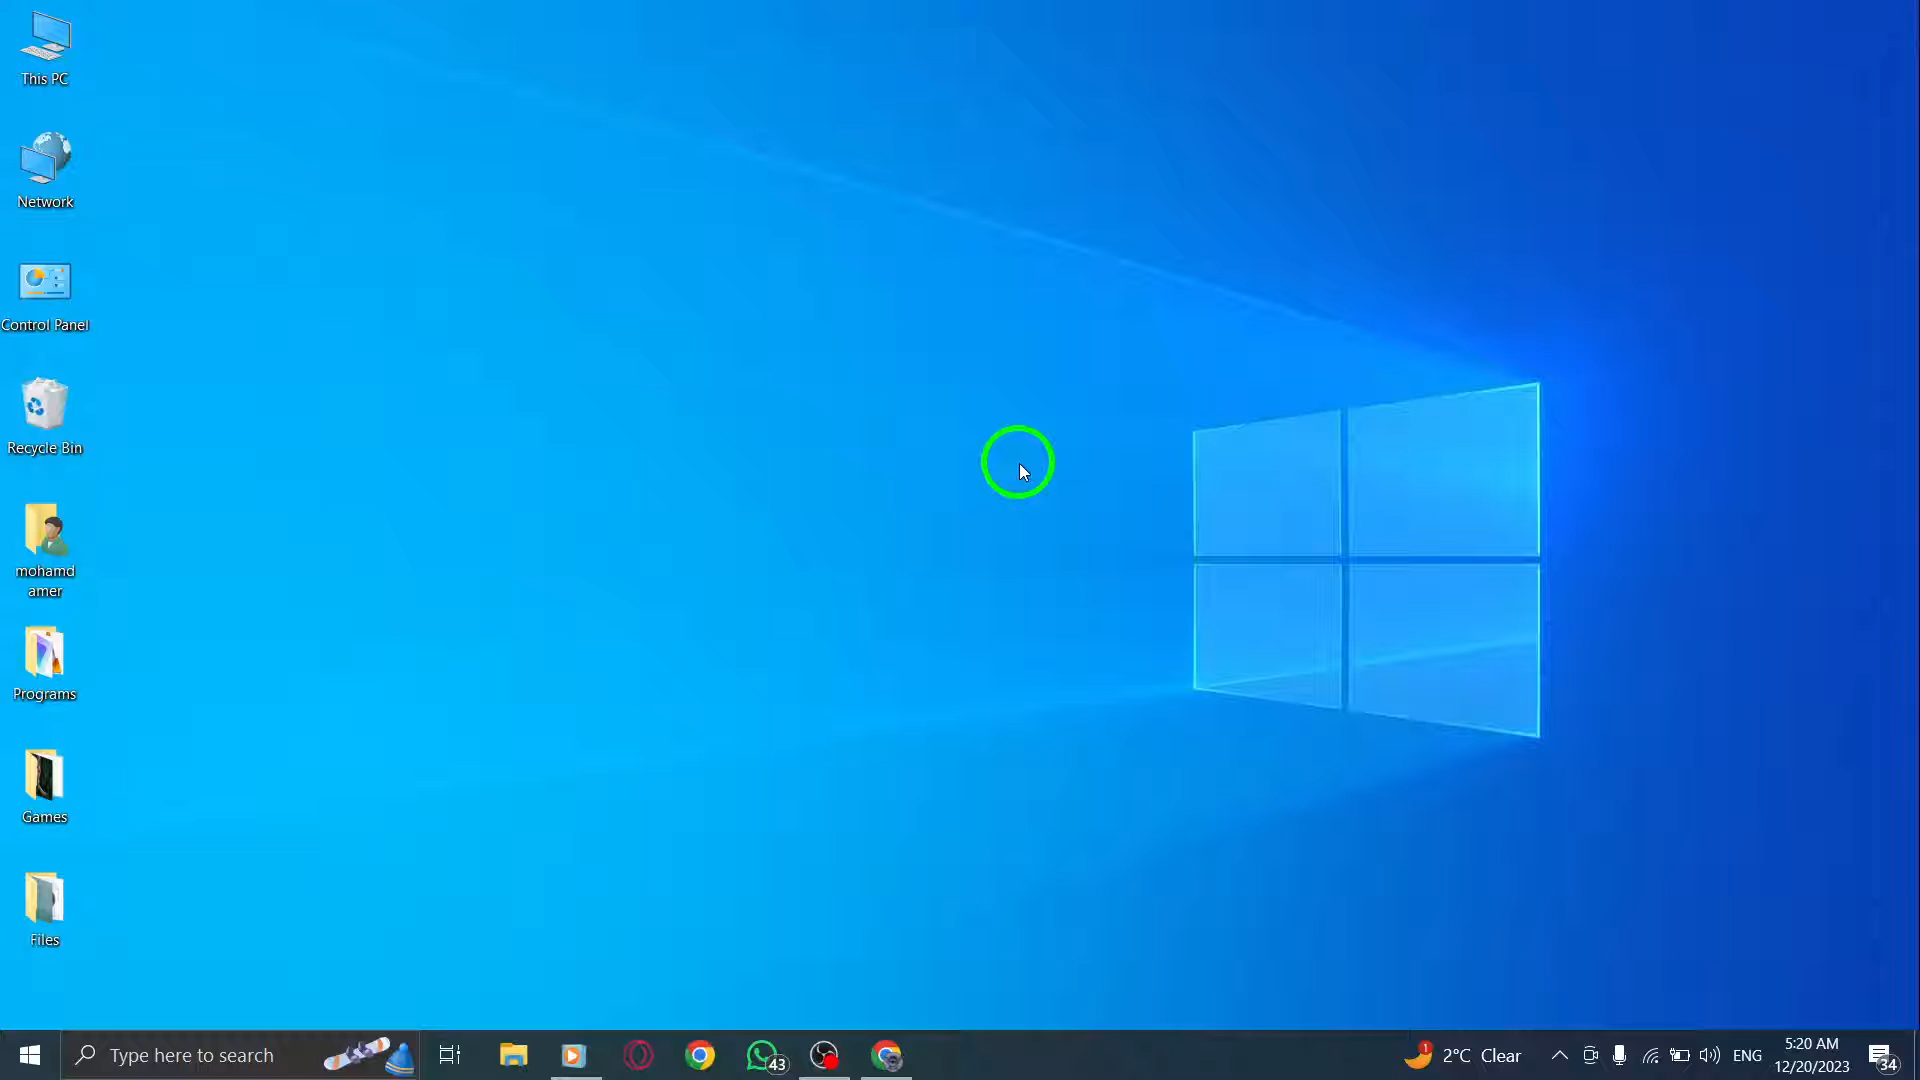 This PC
Network
Control Panel
Recycle Bin
mohamd
amer
Programs
Games
Files
Type here to search
43
1
2°C Clear
ENG
5:20 AM
12/20/2023
34